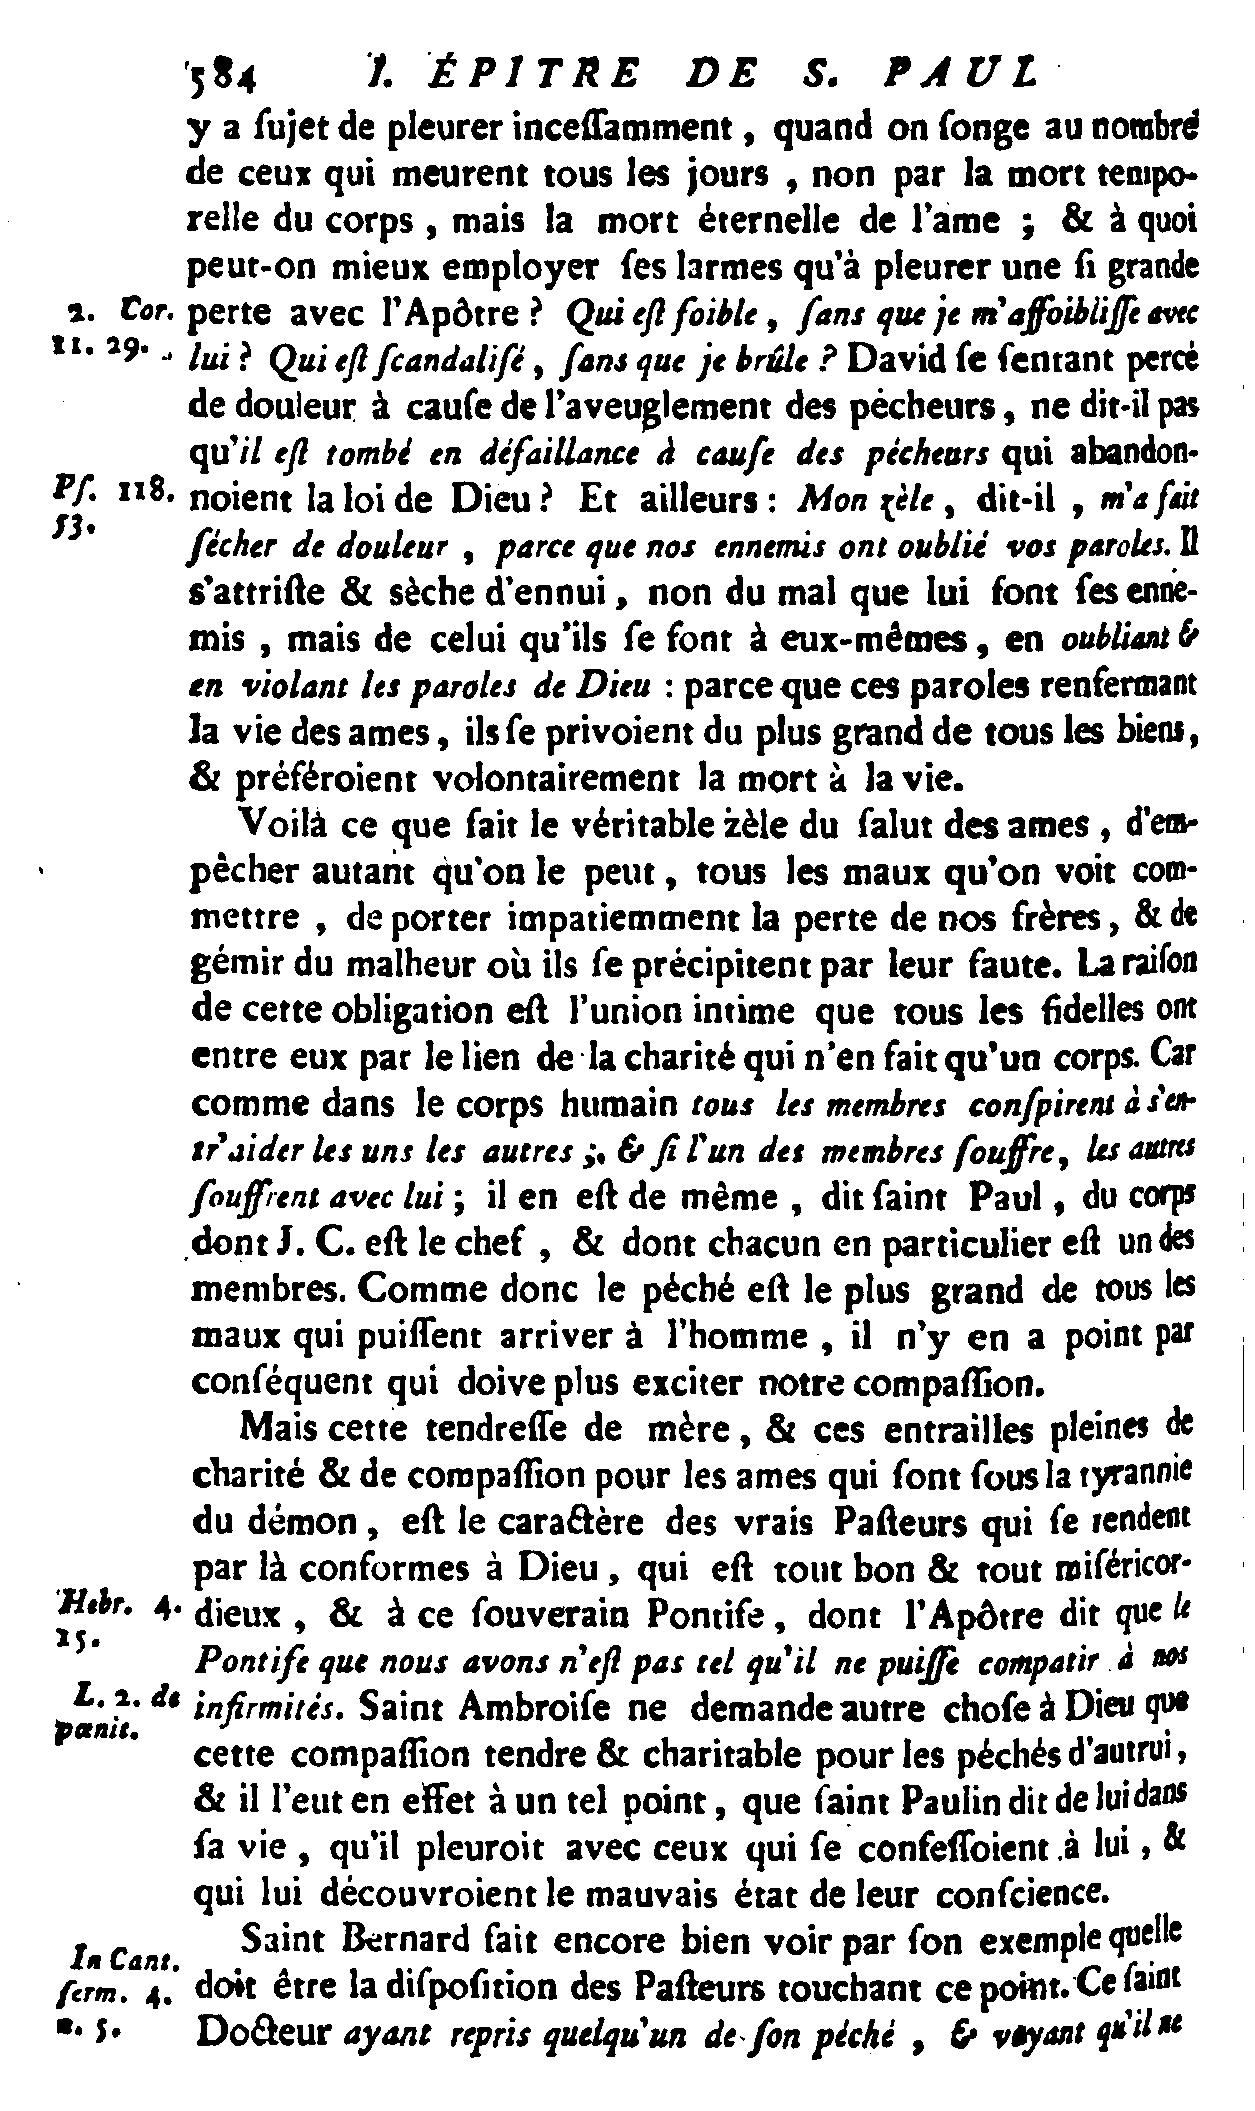 584 I. ÉPITRE DE S. PAUL
y a ſujet de pleurer inceſſamment, quand on ſonge au nombre
de ceux qui meurent tous les jours, non par la mort tempo-
relle du corps, mais la mort éternelle de l'ame; & à quoi
peut-on mieux employer ſes larmes qu'à pleurer une ſi grande
2. Cor. perte avec l'Apôtre? Qui eſt foible, ſans que je m'affoibliſſe avec
11. 29. lui? Qui eſt ſcandaliſé, ſans que je brûle? David ſe ſentant percé
de douleur à cauſe de l'aveuglement des pécheurs, ne dit-il pas
qu'il eſt tombé en défaillance à cauſe des pécheurs qui abandon-
Pſ. 118. noient la loi de Dieu? Et ailleurs: Mon zèle, dit-il, m'a fait
53.
ſécher de douleur, parce que nos ennemis ont oublié vos paroles. Il
s'attriſte & sèche d'ennui, non du mal que lui font ſes enne-
mis, mais de celui qu'ils ſe font à eux-mêmes, en oubliant &
en violant les paroles de Dieu: parce que ces paroles renfermant
la vie des ames, ils ſe privoient du plus grand de tous les biens,
& préféroient volontairement la mort à la vie.
Voilà ce que fait le véritable zèle du ſalut des ames, d'em-
pêcher autant qu'on le peut, tous les maux qu'on voit com-
mettre, de porter impatiemment la perte de nos frères, & de
gémir du malheur où ils ſe précipitent par leur faute. La raiſon
de cette obligation eſt l'union intime que tous les fidelles ont
entre eux par le lien de la charité qui n'en fait qu'un corps. Car
comme dans le corps humain tous les membres conſpirent à s'en-
tr'aider les uns les autres; & ſi l'un des membres ſouffre, les autres
ſouffrent avec lui; il en eſt de même, dit ſaint Paul, du corps
dont J. C. eſt le chef, & dont chacun en particulier eſt un des
membres. Comme donc le péché eſt le plus grand de tous les
maux qui puiſſent arriver à l'homme, il n'y en a point par
conſéquent qui doive plus exciter notre compaſſion.
Mais cette tendreſſe de mère, & ces entrailles pleines de
charité & de compaſſion pour les ames qui ſont ſous la tyrannie
du démon, eſt le caractère des vrais Paſteurs qui ſe rendent
par là conformes à Dieu, qui eſt tout bon & tout miſéricor-
Hebr. 4. dieux, & à ce ſouverain Pontife, dont l'Apôtre dit que le
15.
Pontife que nous avons n'eſt pas tel qu'il ne puiſſe compatir à nos
L. 2. de infirmités. Saint Ambroiſe ne demande autre choſe à Dieu que
pœnit.
cette compaſſion tendre & charitable pour les péchés d'autrui,
& il l'eut en effet à un tel point, que ſaint Paulin dit de lui dans
ſa vie, qu'il pleuroit avec ceux qui ſe confeſſoient à lui, &
qui lui découvroient le mauvais état de leur conſcience.
Saint Bernard fait encore bien voir par ſon exemple quelle
In Cant.
ſerm. 4. doit être la diſpoſition des Paſteurs touchant ce point. Ce ſaint
n. 5. Docteur ayant repris quelqu'un de ſon péché, & voyant qu'il ne